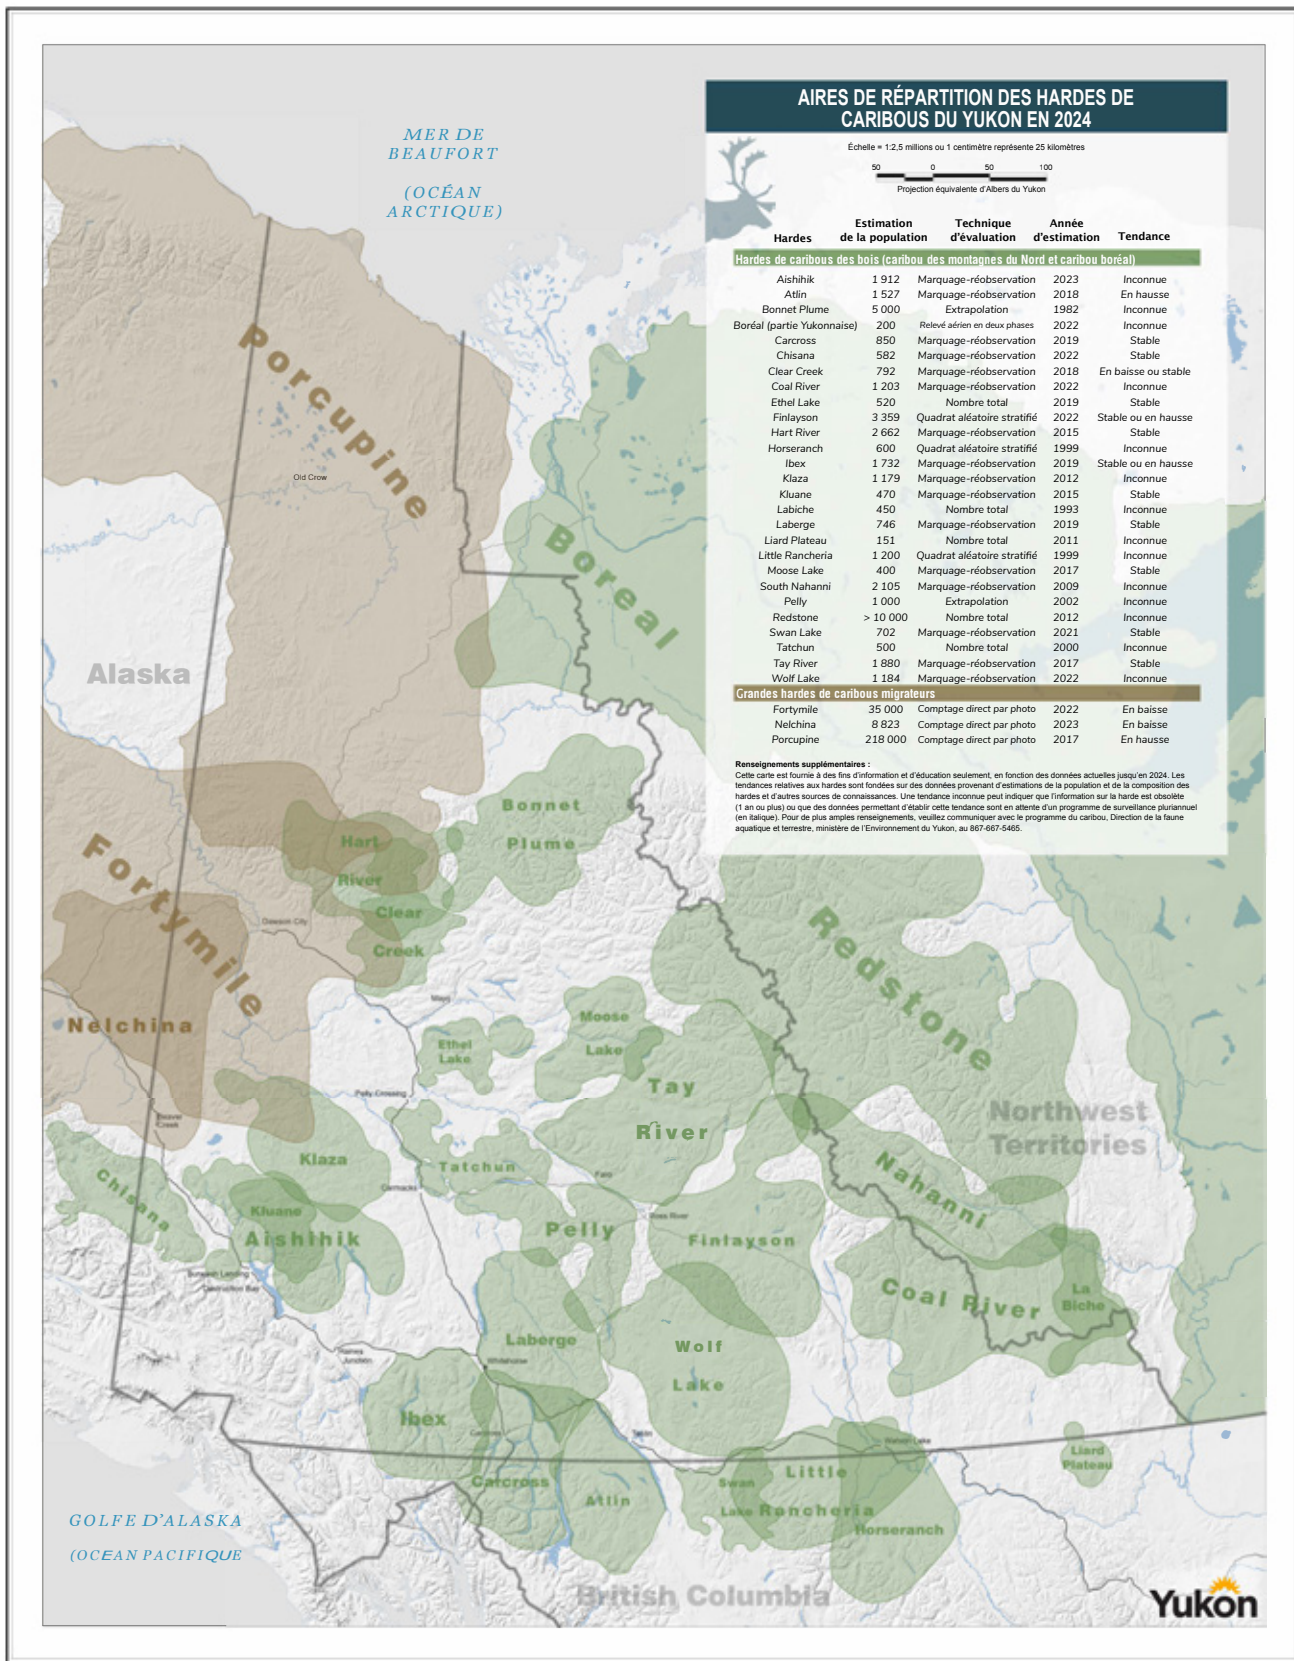 AIRES DE RÉPARTITION DES HARDES DE
CARIBOUS DU YUKON EN 2024
Échelle = 1:2,5 millions ou 1 centimètre représente 25 kilomètres
50 0 50 100
Projection équivalente d'Albers du Yukon
Hardes Estimation de la population Technique d'évaluation Année d'estimation Tendance
Hardes de caribous des bois (caribou des montagnes du Nord et caribou boréal)
Aishihik 1 912 Marquage-réobservation 2023 Inconnue
Atlin 1 527 Marquage-réobservation 2018 En hausse
Bonnet Plume 5 000 Extrapolation 1982 Inconnue
Boréal (partie Yukonnaise) 200 Relevé aérien en deux phases 2022 Inconnue
Carcross 850 Marquage-réobservation 2019 Stable
Chisana 582 Marquage-réobservation 2022 Stable
Clear Creek 792 Marquage-réobservation 2018 En baisse ou stable
Coal River 1 203 Marquage-réobservation 2022 Inconnue
Ethel Lake 520 Nombre total 2019 Stable
Finlayson 3 359 Quadrat aléatoire stratifié 2022 Stable ou en hausse
Hart River 2 662 Marquage-réobservation 2015 Stable
Horseranch 600 Quadrat aléatoire stratifié 1999 Inconnue
Ibex 1 732 Marquage-réobservation 2019 Stable ou en hausse
Klaza 1 179 Marquage-réobservation 2012 Inconnue
Kluane 470 Marquage-réobservation 2015 Stable
Labiche 450 Nombre total 1993 Inconnue
Laberge 746 Marquage-réobservation 2019 Stable
Liard Plateau 151 Nombre total 2011 Inconnue
Little Rancheria 1 200 Quadrat aléatoire stratifié 1999 Inconnue
Moose Lake 400 Marquage-réobservation 2017 Stable
South Nahanni 2 105 Marquage-réobservation 2009 Inconnue
Pelly 1 000 Extrapolation 2002 Inconnue
Redstone > 10 000 Nombre total 2012 Inconnue
Swan Lake 702 Marquage-réobservation 2021 Stable
Tatchun 500 Nombre total 2000 Inconnue
Tay River 1 880 Marquage-réobservation 2017 Stable
Wolf Lake 1 184 Marquage-réobservation 2022 Inconnue
Grandes hardes de caribous migrateurs
Fortymile 35 000 Comptage direct par photo 2022 En baisse
Nelchina 8 823 Comptage direct par photo 2023 En baisse
Porcupine 218 000 Comptage direct par photo 2017 En hausse
Renseignements supplémentaires :
Cette carte est fournie à des fins d'information et d'éducation seulement, en fonction des données actuelles jusqu'en 2024. Les
tendances relatives aux hardes sont fondées sur des données provenant d'estimations de la population et de la composition des
hardes et d'autres sources de connaissances. Une tendance inconnue peut indiquer que l'information sur la harde est obsolète
(1 an ou plus) ou que des données permettant d'établir cette tendance sont en attente d'un programme de surveillance pluriannuel
(en italique). Pour de plus amples renseignements, veuillez communiquer avec le programme du caribou, Direction de la faune
aquatique et terrestre, ministère de l'Environnement du Yukon, au 867-667-5465.
MER DE
BEAUFORT
(OCÉAN
ARCTIQUE)
Porcupine
Old Crow
Boreal
Alaska
Bonnet
Plume
Hart
River
Clear
Creek
Fortymile
Dawson City
Nelchina
Redstone
Mayo
Moose
Lake
Ethel
Lake
Tay
River
Pelly Crossing
Beaver
Creek
Northwest
Territories
Klaza
Tatchun
Faro
Nahanni
Chisana
Carmacks
Kluane
Aishihik
Ross River
Pelly
Finlayson
Burwash Landing
Destruction Bay
Coal River
La
Biche
Laberge
Wolf
Lake
Haines
Junction
Whitehorse
Ibex
Carcross
Teslin
Watson Lake
Liard
Plateau
Carcross
Atlin
Swan
Lake
Little
Rancheria
Horseranch
GOLFE D'ALASKA
(OCEAN PACIFIQUE
British Columbia
Yukon